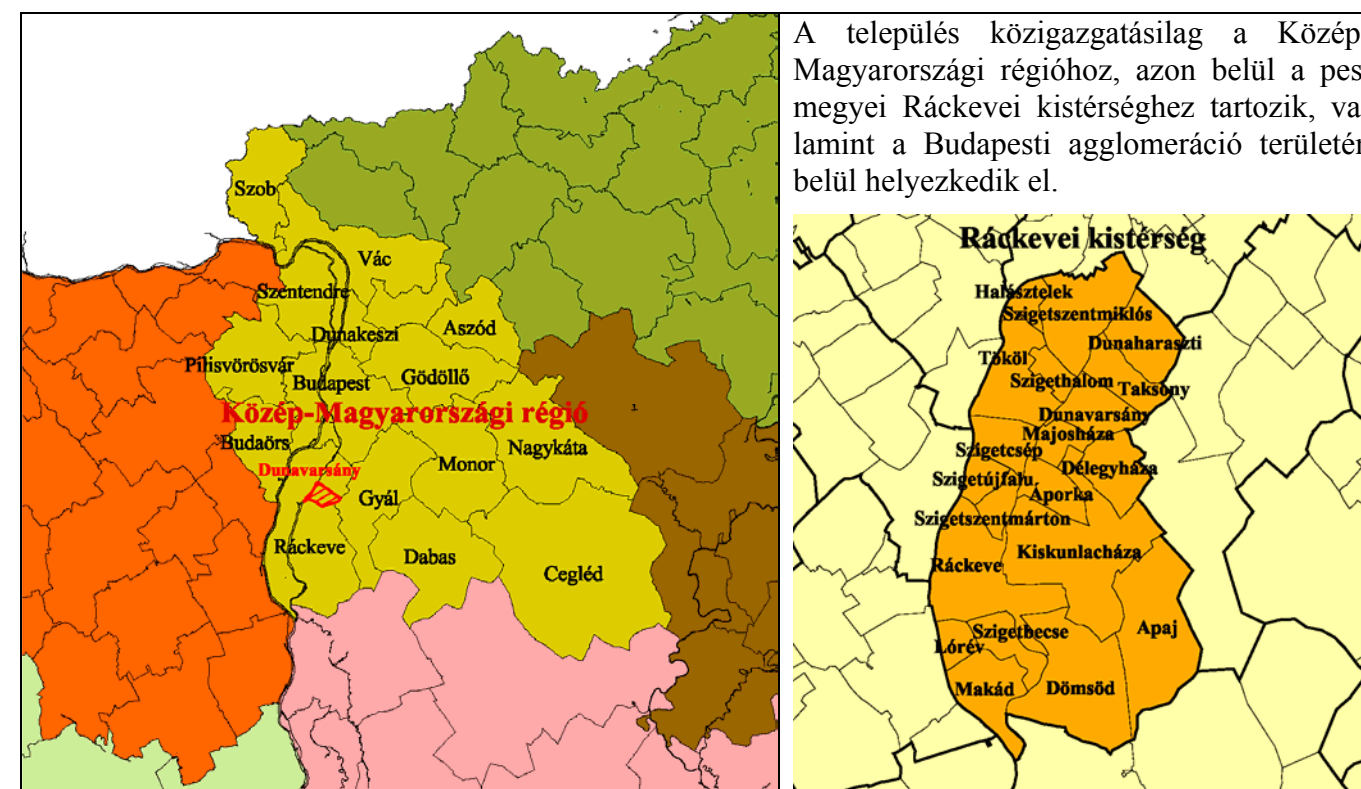 A település közigazgatásilag a Közép
Magyarországi régióhoz, azon belül a pes
megyei Ráckevei kistérséghez tartozik, va
lamint a Budapesti agglomeráció területén
belül helyezkedik el.
Szob
Vác
Szentendre
Dunakeszi
Aszód
Pilisvörösvár
Budapest
Gödöllő
Közép-Magyarországi régió
Budaörs
Nagykáta
Monor
Dunavarsány
Gyál
Ráckeve
Dabas
Cegléd
Ráckevei kistérség
Halásztelek
Szigetszentmiklós
Dunaharaszti
Tököl
Szigethalom
Taksony
Dunavarsány
Majosháza
Szigetcsép
Délegyháza
Szigetújfalu
Áporka
Szigetszentmárton
Kiskunlacháza
Ráckeve
Szigetbecse
Apaj
Lórév
Makád
Dömsöd